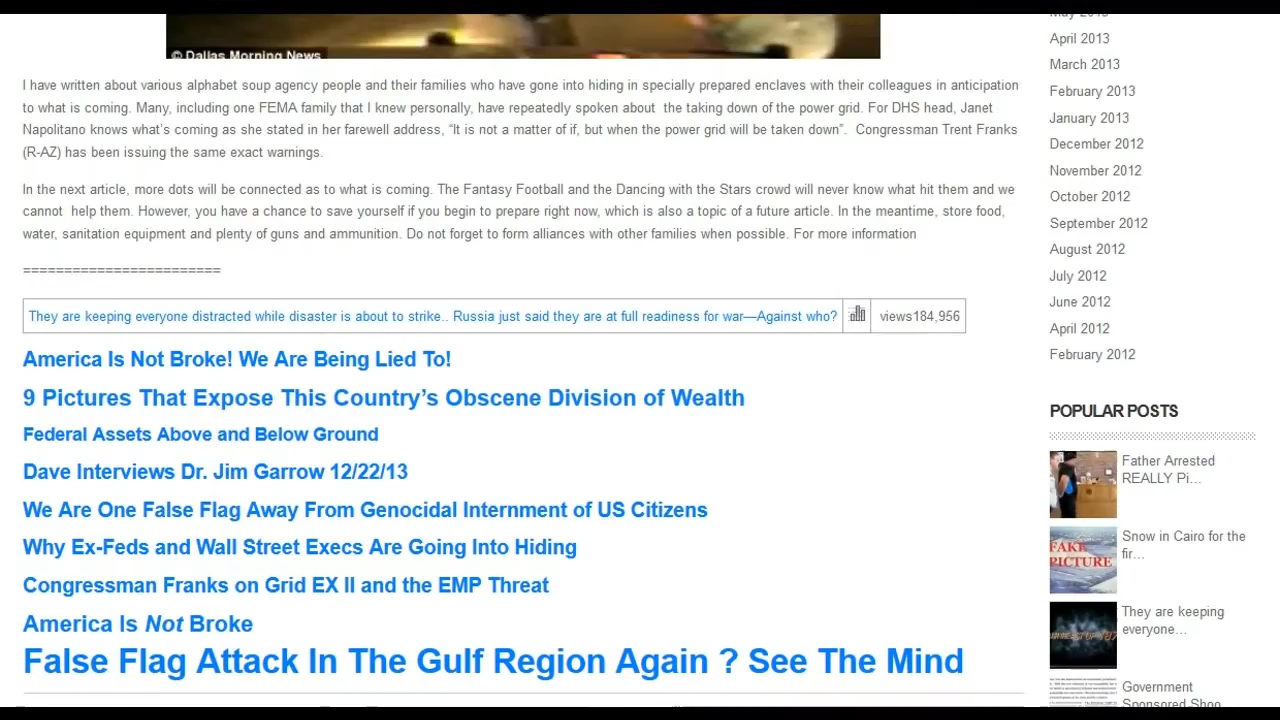 © Dallas Morning News
I have written about various alphabet soup agency people and their families who have gone into hiding in specially prepared enclaves with their colleagues in anticipation
to what is coming. Many, including one FEMA family that I knew personally, have repeatedly spoken about the taking down of the power grid. For DHS head, Janet
Napolitano knows what's coming as she stated in her farewell address, “It is not a matter of if, but when the power grid will be taken down”. Congressman Trent Franks
(R-AZ) has been issuing the same exact warnings.
In the next article, more dots will be connected as to what is coming. The Fantasy Football and the Dancing with the Stars crowd will never know what hit them and we
cannot help them. However, you have a chance to save yourself if you begin to prepare right now, which is also a topic of a future article. In the meantime, store food,
water, sanitation equipment and plenty of guns and ammunition. Do not forget to form alliances with other families when possible. For more information
========================
They are keeping everyone distracted while disaster is about to strike.. Russia just said they are at full readiness for war—Against who? views184,956
America Is Not Broke! We Are Being Lied To!
9 Pictures That Expose This Country’s Obscene Division of Wealth
Federal Assets Above and Below Ground
Dave Interviews Dr. Jim Garrow 12/22/13
We Are One False Flag Away From Genocidal Internment of US Citizens
Why Ex-Feds and Wall Street Execs Are Going Into Hiding
Congressman Franks on Grid EX II and the EMP Threat
America Is Not Broke
False Flag Attack In The Gulf Region Again ? See The Mind
May 2013
April 2013
March 2013
February 2013
January 2013
December 2012
November 2012
October 2012
September 2012
August 2012
July 2012
June 2012
April 2012
February 2012
POPULAR POSTS
Father Arrested
REALLY Pi...
FAKE
PICTURE
Snow in Cairo for the
fir...
They are keeping
everyone...
Government
Sponsored Shoo